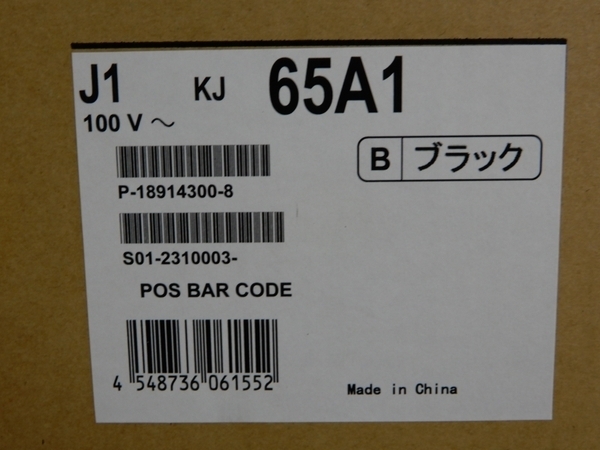 J1 KJ 65A1
100 V ～
B ブラック
P-18914300-8
S01-2310003-
POS BAR CODE
4 548736 061552
Made in China